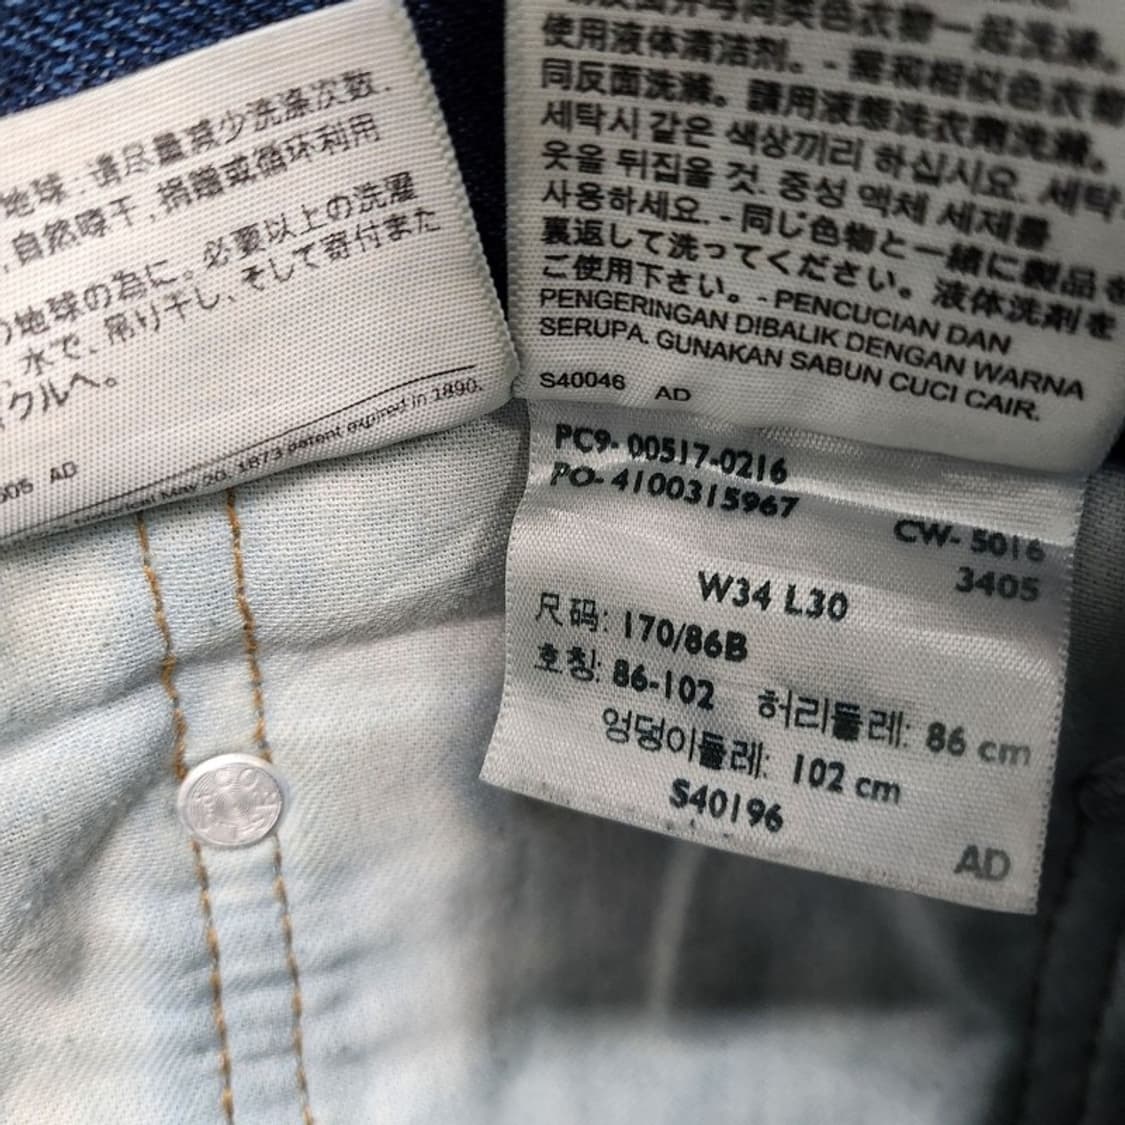 地球：请尽量减少洗涤次数，
,自然晾干,捐赠或循环利用
地球の為に。必要以上の洗濯
水で、吊り干し、そして寄付また
クルへ。
1873 patent expired in 1890.
005 AD
使用液体清洁剂。- 需和相似色衣物
同反面洗滌。請用液態洗衣精洗滌。
세탁시 같은 색상끼리 하십시요. 세탁
옷을 뒤집을 것. 중성 액체 세제를
사용하세요. - 同じ色物と一緒に製品を
裏返して洗ってください。液体洗剤を
ご使用下さい。- PENCUCIAN DAN
PENGERINGAN DIBALIK DENGAN WARNA
SERUPA. GUNAKAN SABUN CUCI CAIR.
S40046 AD
PC9- 00517-0216
PO- 4100315967
CW- 5016
3405
W34 L30
尺码: 170/86B
호칭: 86-102 허리둘레: 86 cm
엉덩이둘레: 102 cm
S40196
AD